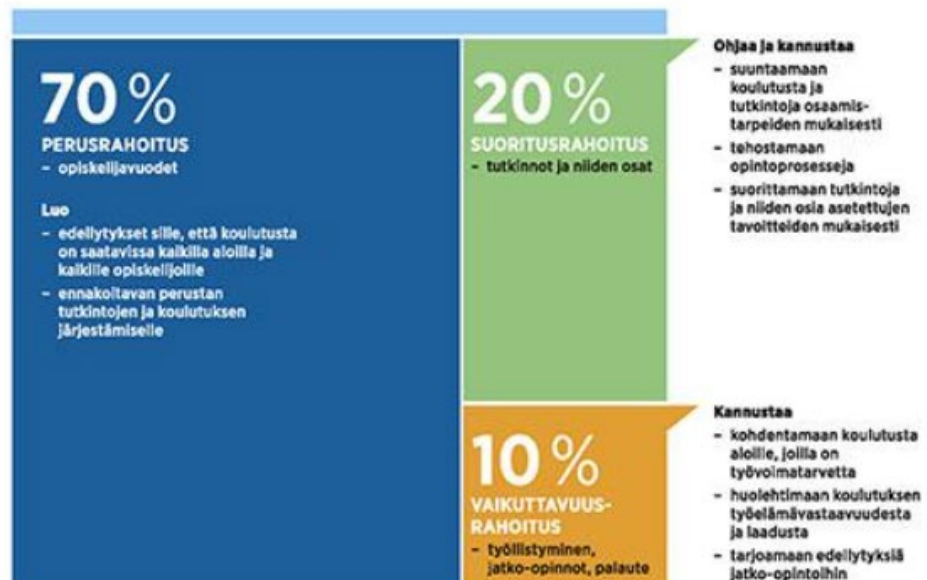 70 %
PERUSRAHOITUS
– opiskelijavuodet
Luo
– edellytykset sille, että koulutusta
on saatavissa kaikilla aloilla ja
kaikille opiskelijoille
– ennakoitavan perustan
tutkintojen ja koulutuksen
järjestämiselle
20 %
SUORITUSRAHOITUS
– tutkinnot ja niiden osat
Ohjaa ja kannustaa
– suuntaamaan
koulutusta ja
tutkintoja osaamis-
tarpeiden mukaisesti
– tehostamaan
opintoprosesseja
– suorittamaan tutkintoja
ja niiden osia asetettujen
tavoitteiden mukaisesti
10 %
VAIKUTTAVUUS-
RAHOITUS
– työllistyminen,
jatko-opinnot, palaute
Kannustaa
– kohdentamaan koulutusta
aloille, joilla on
työvoimatarvetta
– huolehtimaan koulutuksen
työelämävastaavuudesta
ja laadusta
– tarjoamaan edellytyksiä
jatko-opintoihin